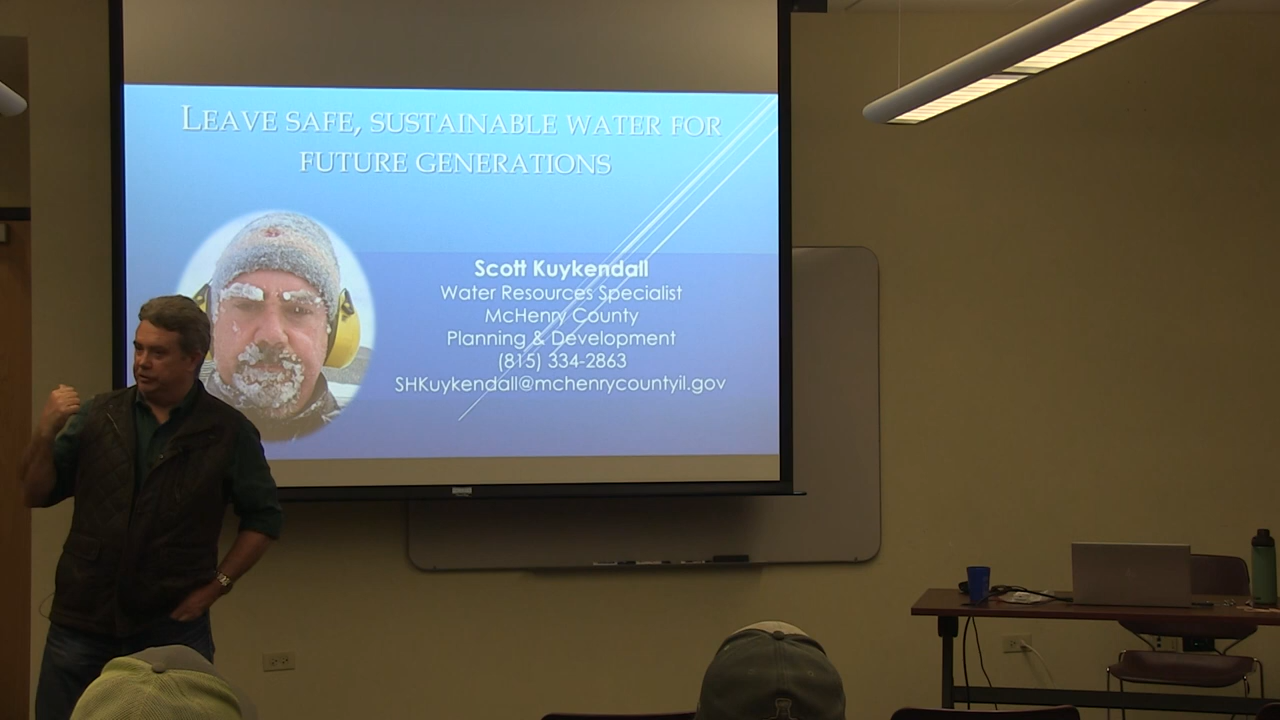 LEAVE SAFE, SUSTAINABLE WATER FOR
FUTURE GENERATIONS
Scott Kuykendall
Water Resources Specialist
McHenry County
Planning & Development
(815) 334-2863
SHKuykendall@mchenrycountyil.gov